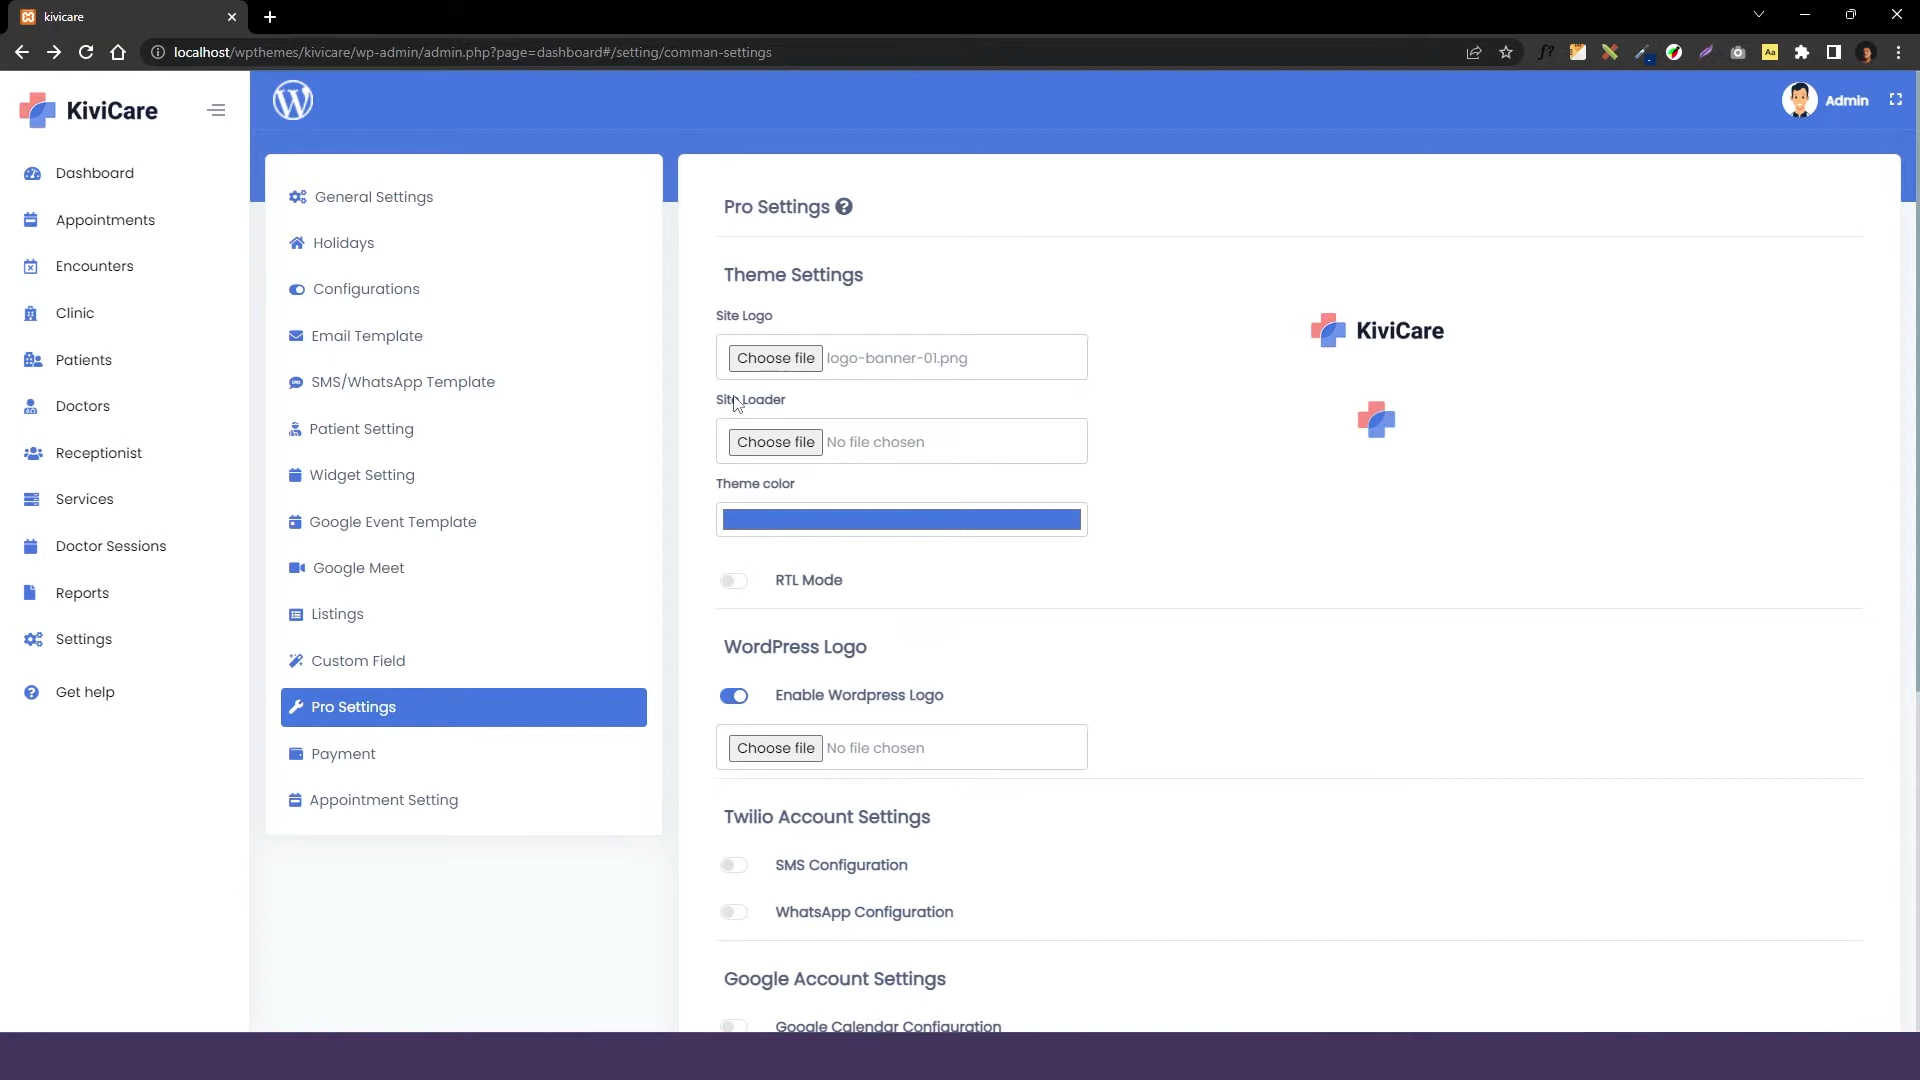 kivicare
localhost/wpthemes/kivicare/wp-admin/admin.php?page=dashboard#/setting/comman-settings
f?
Aa
KiviCare
Admin
Dashboard
Appointments
Encounters
Clinic
Patients
Doctors
Receptionist
Services
Doctor Sessions
Reports
Settings
Get help
General Settings
Holidays
Configurations
Email Template
SMS/WhatsApp Template
Patient Setting
Widget Setting
Google Event Template
Google Meet
Listings
Custom Field
Pro Settings
Payment
Appointment Setting
Pro Settings
Theme Settings
Site Logo
Choose file logo-banner-01.png
KiviCare
Site Loader
Choose file No file chosen
Theme color
RTL Mode
WordPress Logo
Enable Wordpress Logo
Choose file No file chosen
Twilio Account Settings
SMS Configuration
WhatsApp Configuration
Google Account Settings
Google Calendar Configuration